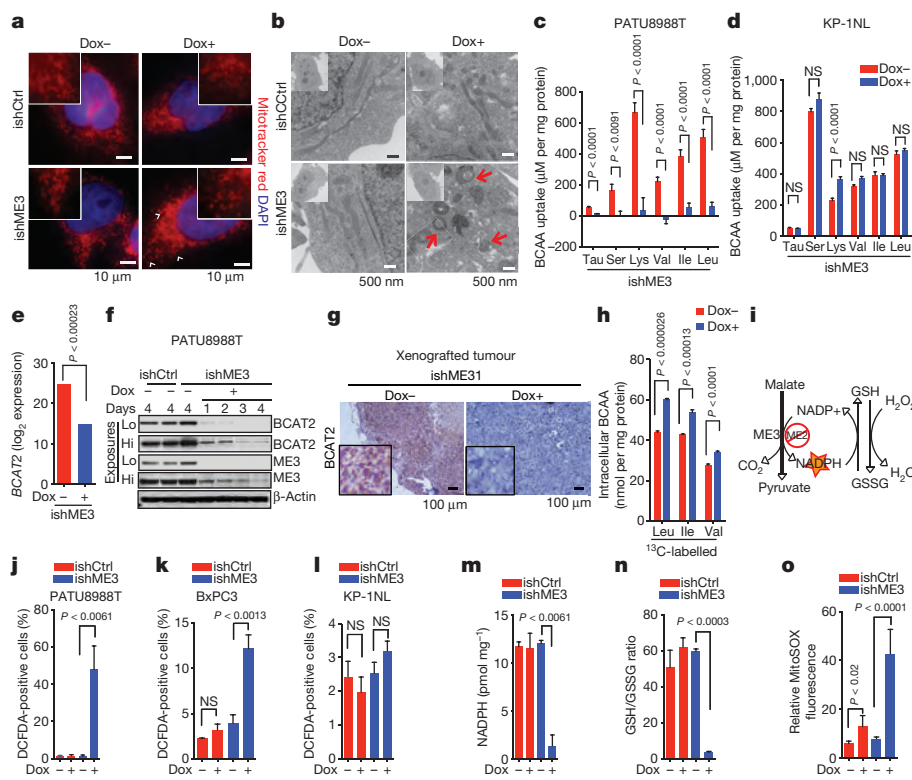 a
Dox–
Dox+
ishCtrl
ishME3
Mitotracker red DAPI
10 µm
10 µm
b
Dox–
Dox+
ishCCtrl
ishME3
500 nm
500 nm
c
PATU8988T
BCAA uptake (µM per mg protein)
800
600
400
200
0
–200
P < 0.0001
P < 0.0001
P < 0.0001
P < 0.0001
P < 0.0001
P < 0.0001
Tau Ser Lys Val Ile Leu
ishME3
d
KP-1NL
Dox–
Dox+
BCAA uptake (µM per mg protein)
1,000
800
600
400
200
0
NS
NS
P < 0.0001
NS
NS
NS
Tau Ser Lys Val Ile Leu
ishME3
e
BCAT2 (log2 expression)
30
20
10
0
P < 0.00023
Dox – +
ishME3
f
PATU8988T
ishCtrl ishME3
Dox
– – – +
Days 4 4 4 1 2 3 4
Exposures
Lo BCAT2
Hi BCAT2
Lo ME3
Hi ME3
β-Actin
g
Xenografted tumour
ishME31
Dox–
Dox+
BCAT2
100 µm
100 µm
h
Dox–
Dox+
Intracellular BCAA
(nmol per mg protein)
80
60
40
20
0
P < 0.000026
P < 0.00013
P < 0.0001
Leu Ile Val
13C-labelled
i
Malate
NADP+
GSH
H2O2
ME3
ME2
CO2
NADPH
Pyruvate
GSSG
H2O
j
ishCtrl
ishME3
PATU8988T
P < 0.0061
DCFDA-positive cells (%)
80
60
40
20
0
Dox – + – +
k
ishCtrl
ishME3
BxPC3
P < 0.0013
NS
DCFDA-positive cells (%)
15
10
5
0
– + – +
l
ishCtrl
ishME3
KP-1NL
NS
NS
DCFDA-positive cells (%)
4
3
2
1
0
Dox – + – +
m
ishCtrl
ishME3
P < 0.0061
NADPH (pmol mg–1)
15
10
5
0
– + – +
n
ishCtrl
ishME3
P < 0.0003
GSH/GSSG ratio
80
60
40
20
0
Dox – + – +
o
ishCtrl
ishME3
P < 0.0001
P < 0.02
Relative MitoSOX
fluorescence
60
40
20
0
Dox – + – +